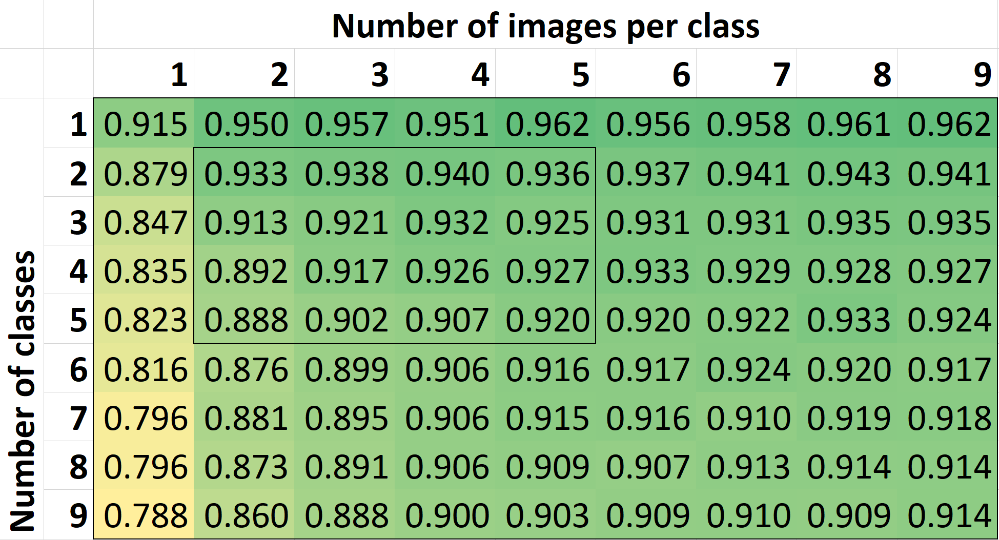 Number of images per class
1 2 3 4 5 6 7 8 9
Number of classes
1 0.915 0.950 0.957 0.951 0.962 0.956 0.958 0.961 0.962
2 0.879 0.933 0.938 0.940 0.936 0.937 0.941 0.943 0.941
3 0.847 0.913 0.921 0.932 0.925 0.931 0.931 0.935 0.935
4 0.835 0.892 0.917 0.926 0.927 0.933 0.929 0.928 0.927
5 0.823 0.888 0.902 0.907 0.920 0.920 0.922 0.933 0.924
6 0.816 0.876 0.899 0.906 0.916 0.917 0.924 0.920 0.917
7 0.796 0.881 0.895 0.906 0.915 0.916 0.910 0.919 0.918
8 0.796 0.873 0.891 0.906 0.909 0.907 0.913 0.914 0.914
9 0.788 0.860 0.888 0.900 0.903 0.909 0.910 0.909 0.914